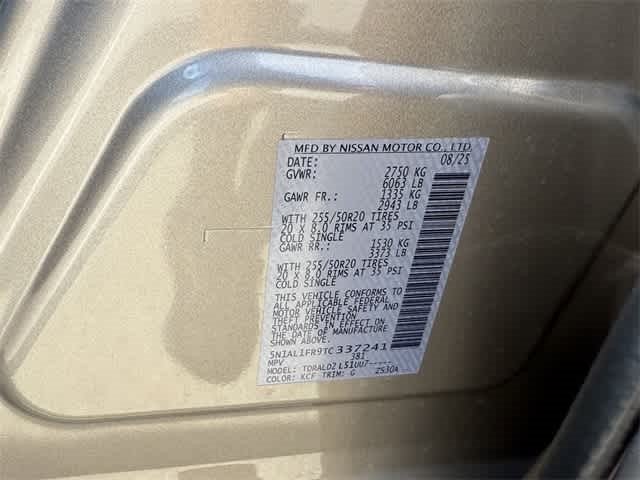 MFD BY NISSAN MOTOR CO., LTD
DATE: 08/25
GVWR: 2750 KG
6063 LB
GAWR FR.: 1335 KG
2943 LB
WITH 255/50R20 TIRES
20 X 8.0 RIMS AT 35 PSI
COLD SINGLE
GAWR RR.: 1530 KG
3373 LB
WITH 255/50R20 TIRES
20 X 8.0 RIMS AT 35 PSI
COLD SINGLE
THIS VEHICLE CONFORMS TO
ALL APPLICABLE FEDERAL
MOTOR VEHICLE SAFETY AND
THEFT PREVENTION
STANDARDS IN EFFECT ON
THE DATE OF MANUFACTURE
SHOWN ABOVE.
5N1AL1FR9TC337241
MPV 381
MODEL: TDRALD2L51UU7-----
COLOR: KCF TRIM: G 2530A